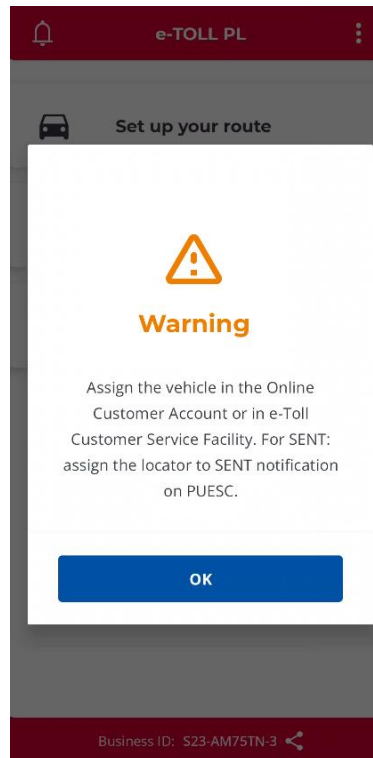 e-TOLL PL
Set up your route
Warning
Assign the vehicle in the Online
Customer Account or in e-Toll
Customer Service Facility. For SENT:
assign the locator to SENT notification
on PUESC.
OK
Business ID: S23-AM75TN-3